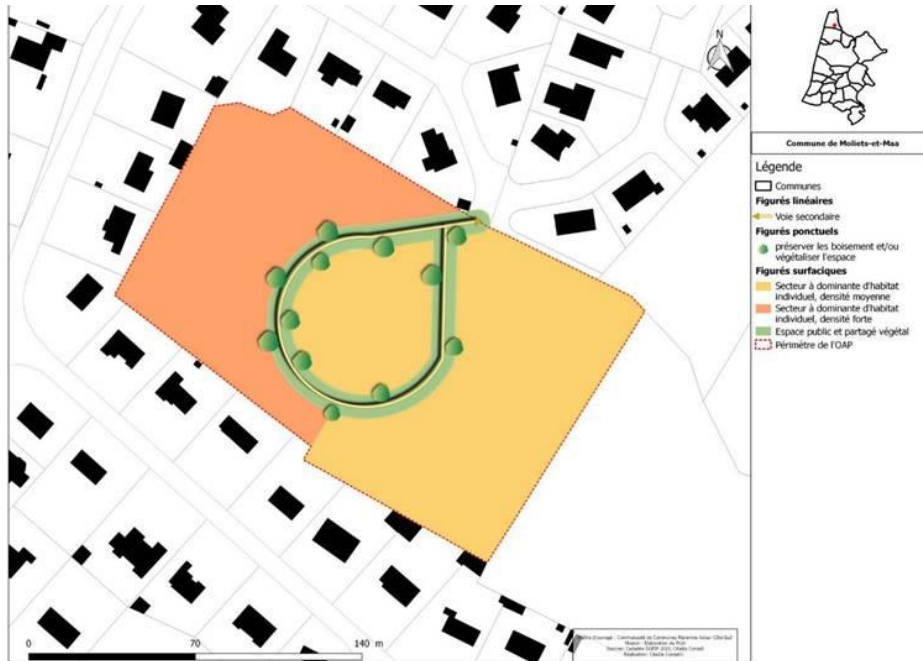 N
Commune de Moliets-et-Maa
Légende
Communes
Figurés linéaires
Voie secondaire
Figurés ponctuels
préserver les boisement et/ou
végétaliser l'espace
Figurés surfaciques
Secteur à dominante d'habitat
individuel, densité moyenne
Secteur à dominante d'habitat
individuel, densité forte
Espace public et partagé végétal
Périmètre de l'OAP
0 70 140 m